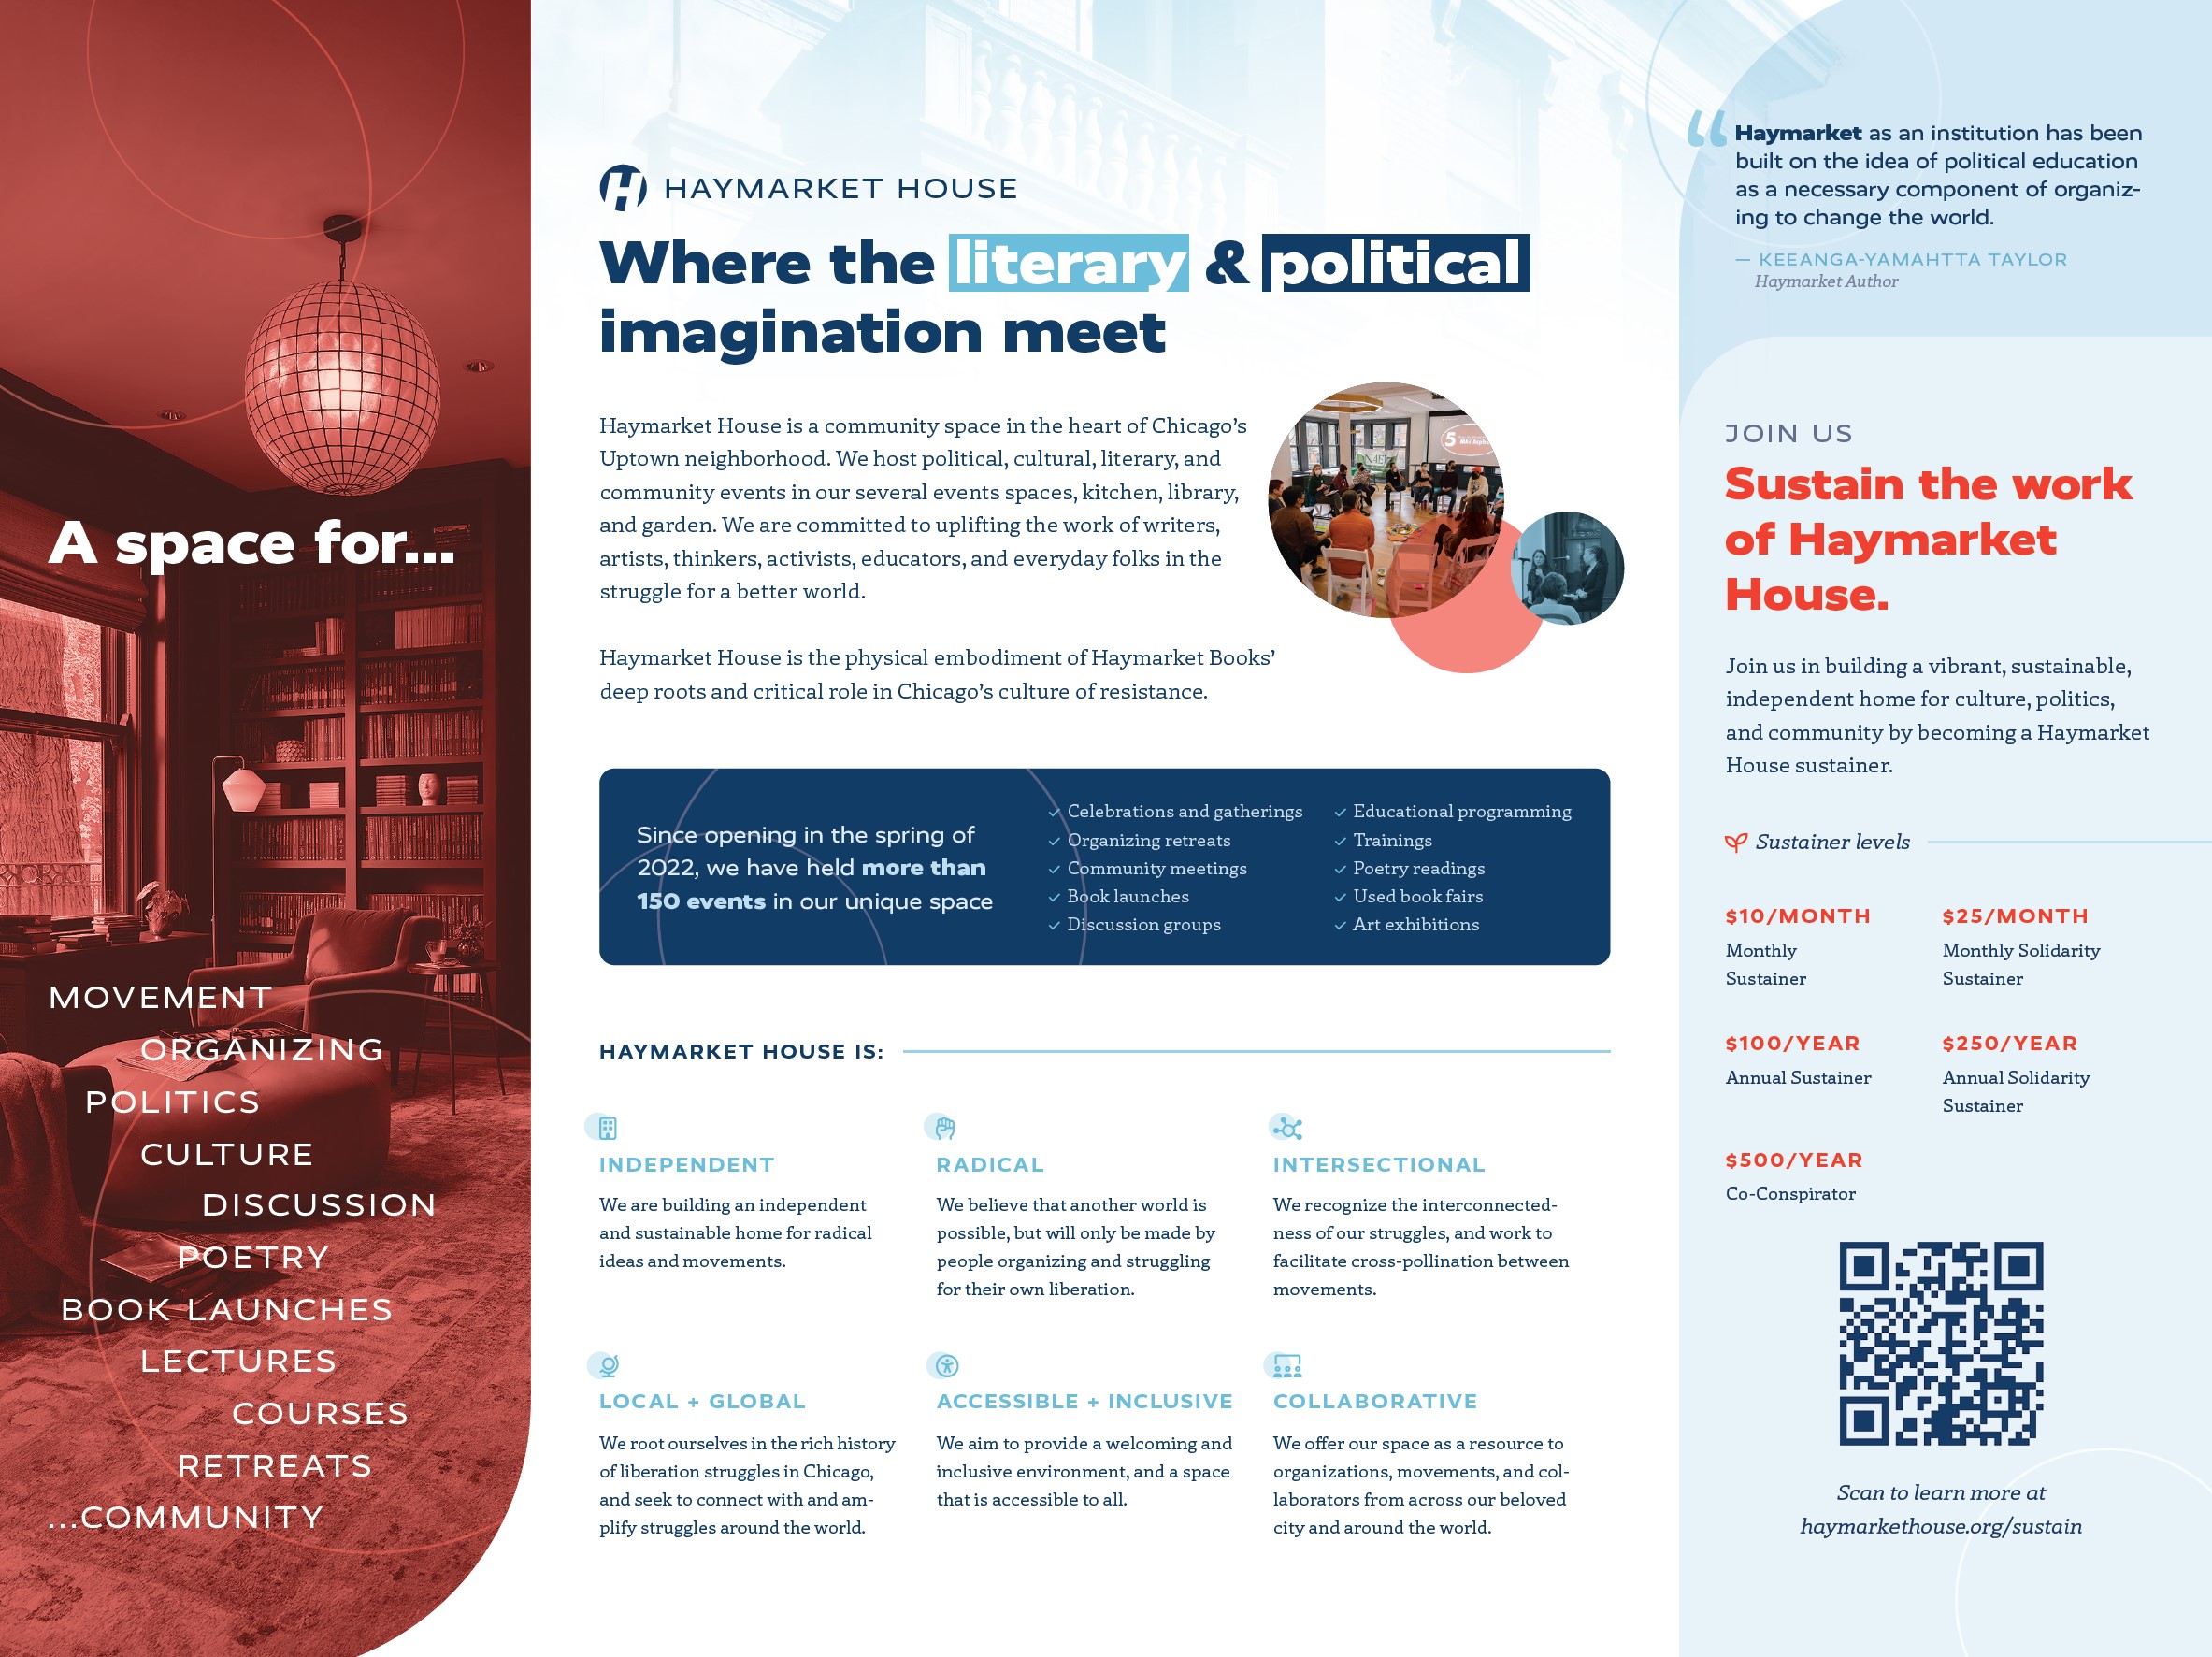 A space for...
MOVEMENT
ORGANIZING
POLITICS
CULTURE
DISCUSSION
POETRY
BOOK LAUNCHES
LECTURES
COURSES
RETREATS
...COMMUNITY
HAYMARKET HOUSE
Where the literary & political
imagination meet
Haymarket House is a community space in the heart of Chicago’s
Uptown neighborhood. We host political, cultural, literary, and
community events in our several events spaces, kitchen, library,
and garden. We are committed to uplifting the work of writers,
artists, thinkers, activists, educators, and everyday folks in the
struggle for a better world.
Haymarket House is the physical embodiment of Haymarket Books’
deep roots and critical role in Chicago’s culture of resistance.
Since opening in the spring of
2022, we have held more than
150 events in our unique space
✓ Celebrations and gatherings
✓ Organizing retreats
✓ Community meetings
✓ Book launches
✓ Discussion groups
✓ Educational programming
✓ Trainings
✓ Poetry readings
✓ Used book fairs
✓ Art exhibitions
HAYMARKET HOUSE IS:
INDEPENDENT
We are building an independent
and sustainable home for radical
ideas and movements.
RADICAL
We believe that another world is
possible, but will only be made by
people organizing and struggling
for their own liberation.
INTERSECTIONAL
We recognize the interconnected-
ness of our struggles, and work to
facilitate cross-pollination between
movements.
LOCAL + GLOBAL
We root ourselves in the rich history
of liberation struggles in Chicago,
and seek to connect with and am-
plify struggles around the world.
ACCESSIBLE + INCLUSIVE
We aim to provide a welcoming and
inclusive environment, and a space
that is accessible to all.
COLLABORATIVE
We offer our space as a resource to
organizations, movements, and col-
laborators from across our beloved
city and around the world.
“Haymarket as an institution has been
built on the idea of political education
as a necessary component of organiz-
ing to change the world.
— KEEANGA-YAMAHTTA TAYLOR
Haymarket Author
JOIN US
Sustain the work
of Haymarket
House.
Join us in building a vibrant, sustainable,
independent home for culture, politics,
and community by becoming a Haymarket
House sustainer.
Sustainer levels
$10/MONTH
Monthly
Sustainer
$25/MONTH
Monthly Solidarity
Sustainer
$100/YEAR
Annual Sustainer
$250/YEAR
Annual Solidarity
Sustainer
$500/YEAR
Co-Conspirator
Scan to learn more at
haymarkethouse.org/sustain